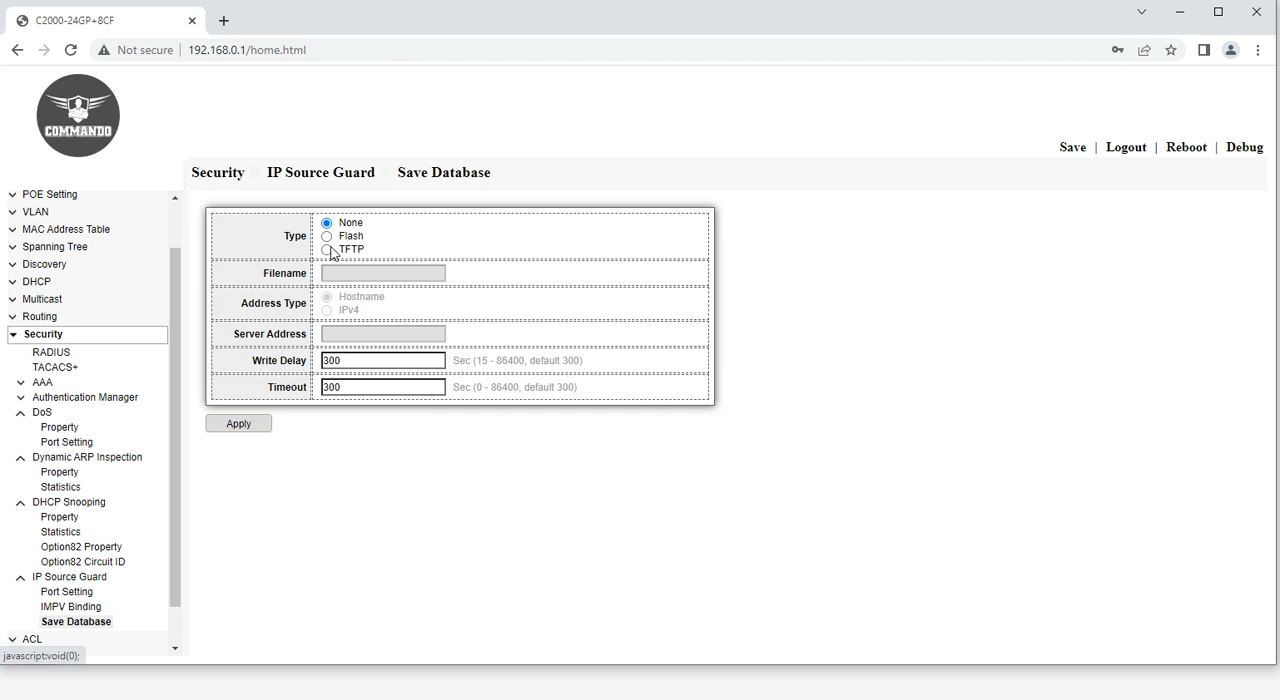 C2000-24GP+8CF
Not secure | 192.168.0.1/home.html
COMMANDO
Save | Logout | Reboot | Debug
Security IP Source Guard Save Database
POE Setting
VLAN
MAC Address Table
Spanning Tree
Discovery
DHCP
Multicast
Routing
Security
RADIUS
TACACS+
AAA
Authentication Manager
DoS
Property
Port Setting
Dynamic ARP Inspection
Property
Statistics
DHCP Snooping
Property
Statistics
Option82 Property
Option82 Circuit ID
IP Source Guard
Port Setting
IMPV Binding
Save Database
ACL
javascript:void(0);
Type
None
Flash
TFTP
Filename
Address Type
Hostname
IPv4
Server Address
Write Delay 300 Sec (15 - 86400, default 300)
Timeout 300 Sec (0 - 86400, default 300)
Apply